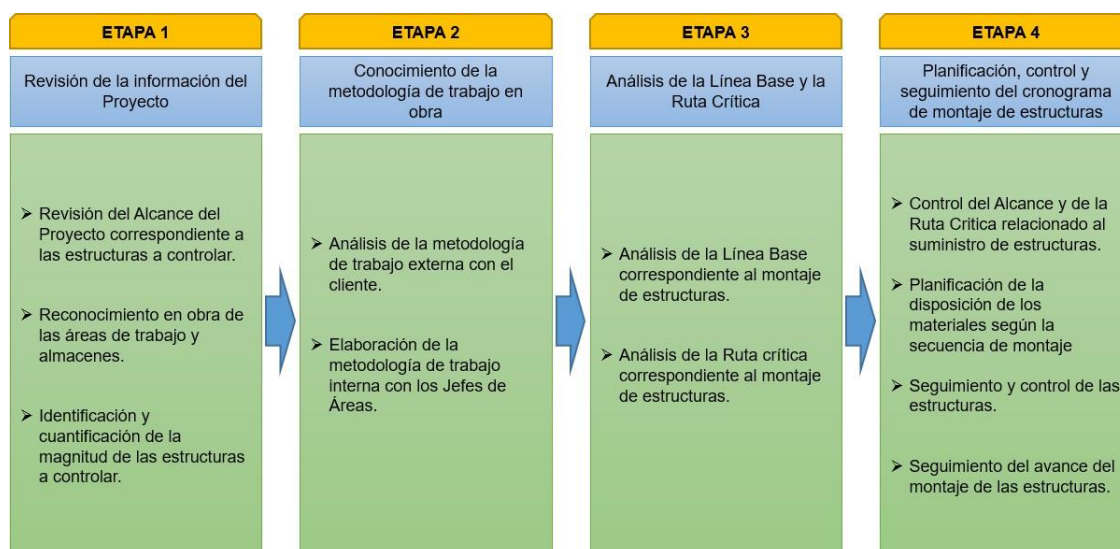 ETAPA 1
Revisión de la información del
Proyecto
➢ Revisión del Alcance del
Proyecto correspondiente a
las estructuras a controlar.
➢ Reconocimiento en obra de
las áreas de trabajo y
almacenes.
➢ Identificación y
cuantificación de la
magnitud de las estructuras
a controlar.
ETAPA 2
Conocimiento de la
metodología de trabajo en
obra
➢ Análisis de la metodología
de trabajo externa con el
cliente.
➢ Elaboración de la
metodología de trabajo
interna con los Jefes de
Áreas.
ETAPA 3
Análisis de la Línea Base y la
Ruta Crítica
➢ Análisis de la Línea Base
correspondiente al montaje
de estructuras.
➢ Análisis de la Ruta crítica
correspondiente al montaje
de estructuras.
ETAPA 4
Planificación, control y
seguimiento del cronograma
de montaje de estructuras
➢ Control del Alcance y de la
Ruta Critica relacionado al
suministro de estructuras.
➢ Planificación de la
disposición de los
materiales según la
secuencia de montaje
➢ Seguimiento y control de las
estructuras.
➢ Seguimiento del avance del
montaje de las estructuras.